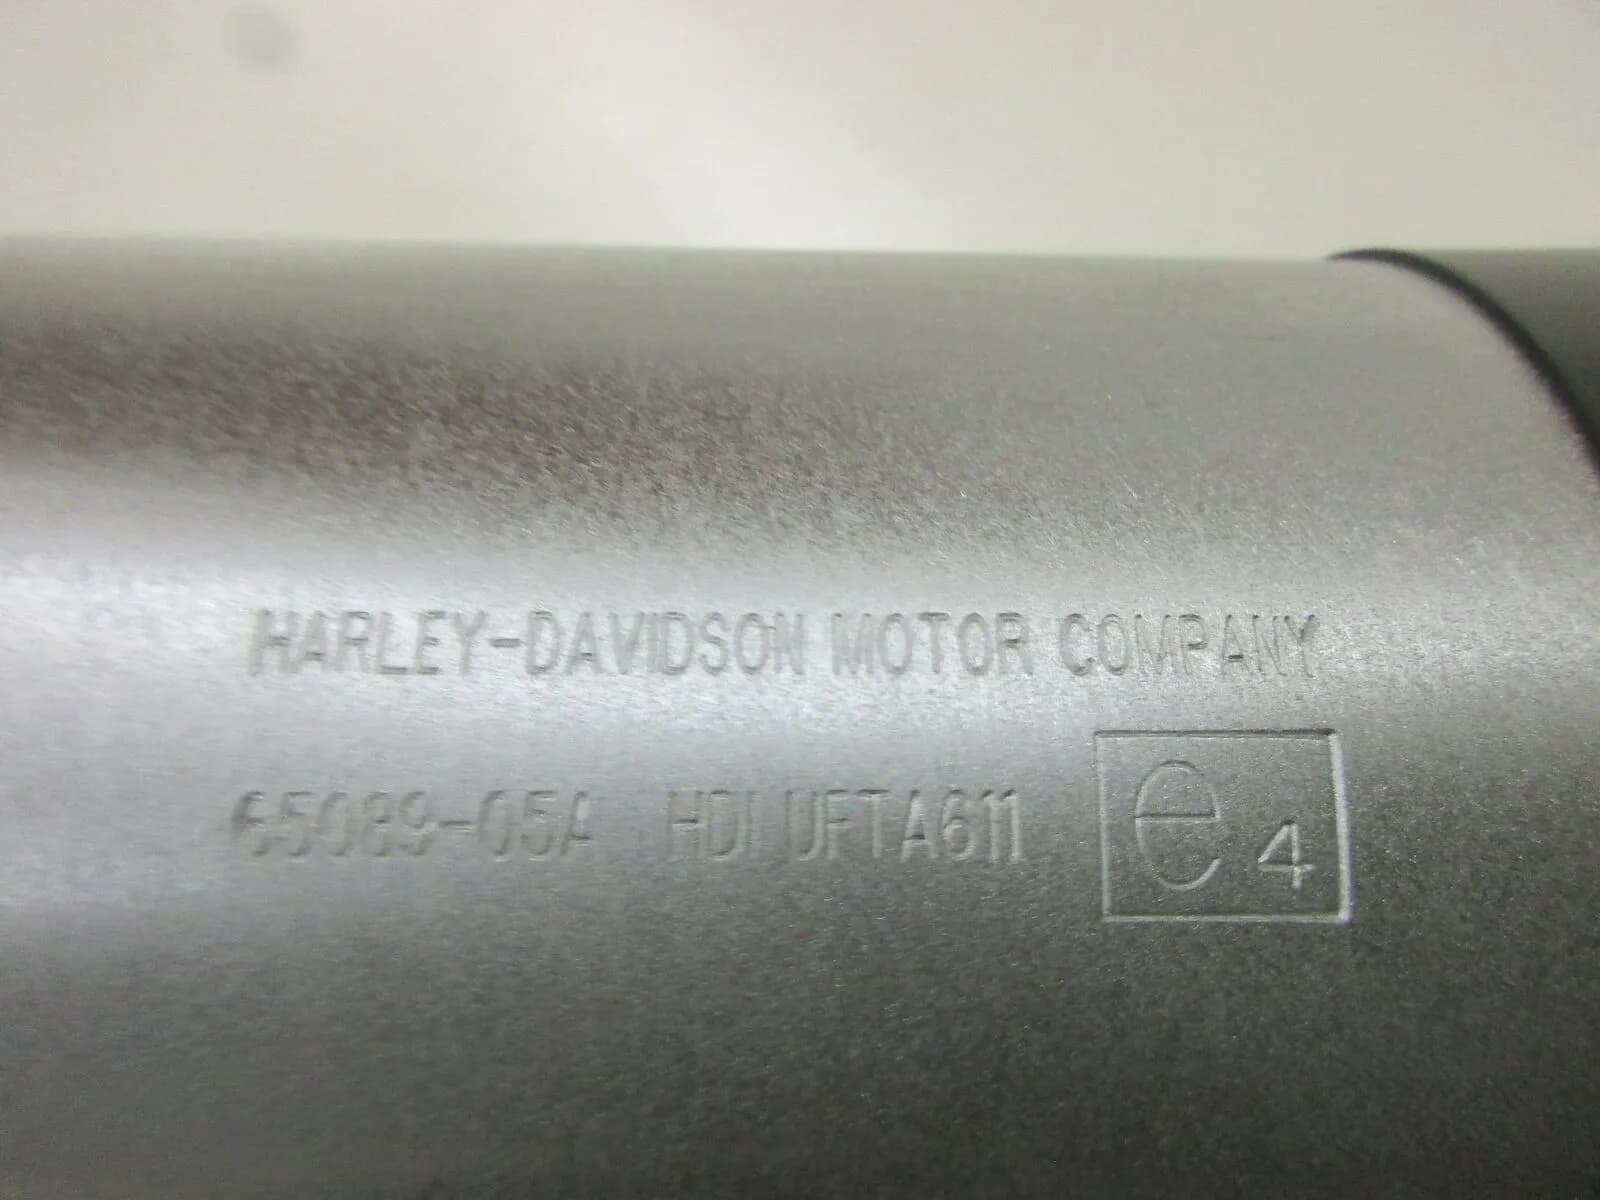 HARLEY-DAVIDSON MOTOR COMPANY
65089-05A HDI UFTA611 e4